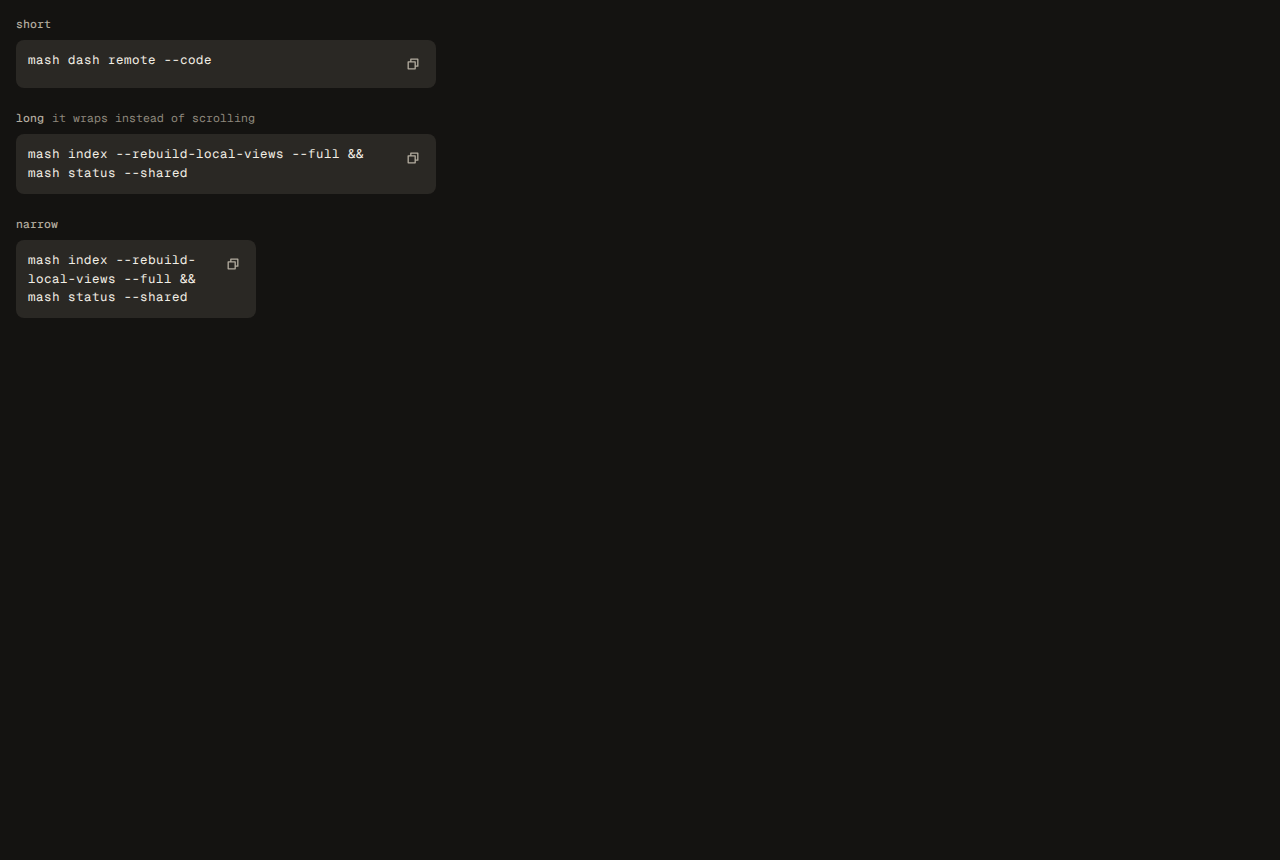 short
mash dash remote --code
long it wraps instead of scrolling
mash index --rebuild-local-views --full &&
mash status --shared
narrow
mash index --rebuild-
local-views --full &&
mash status --shared